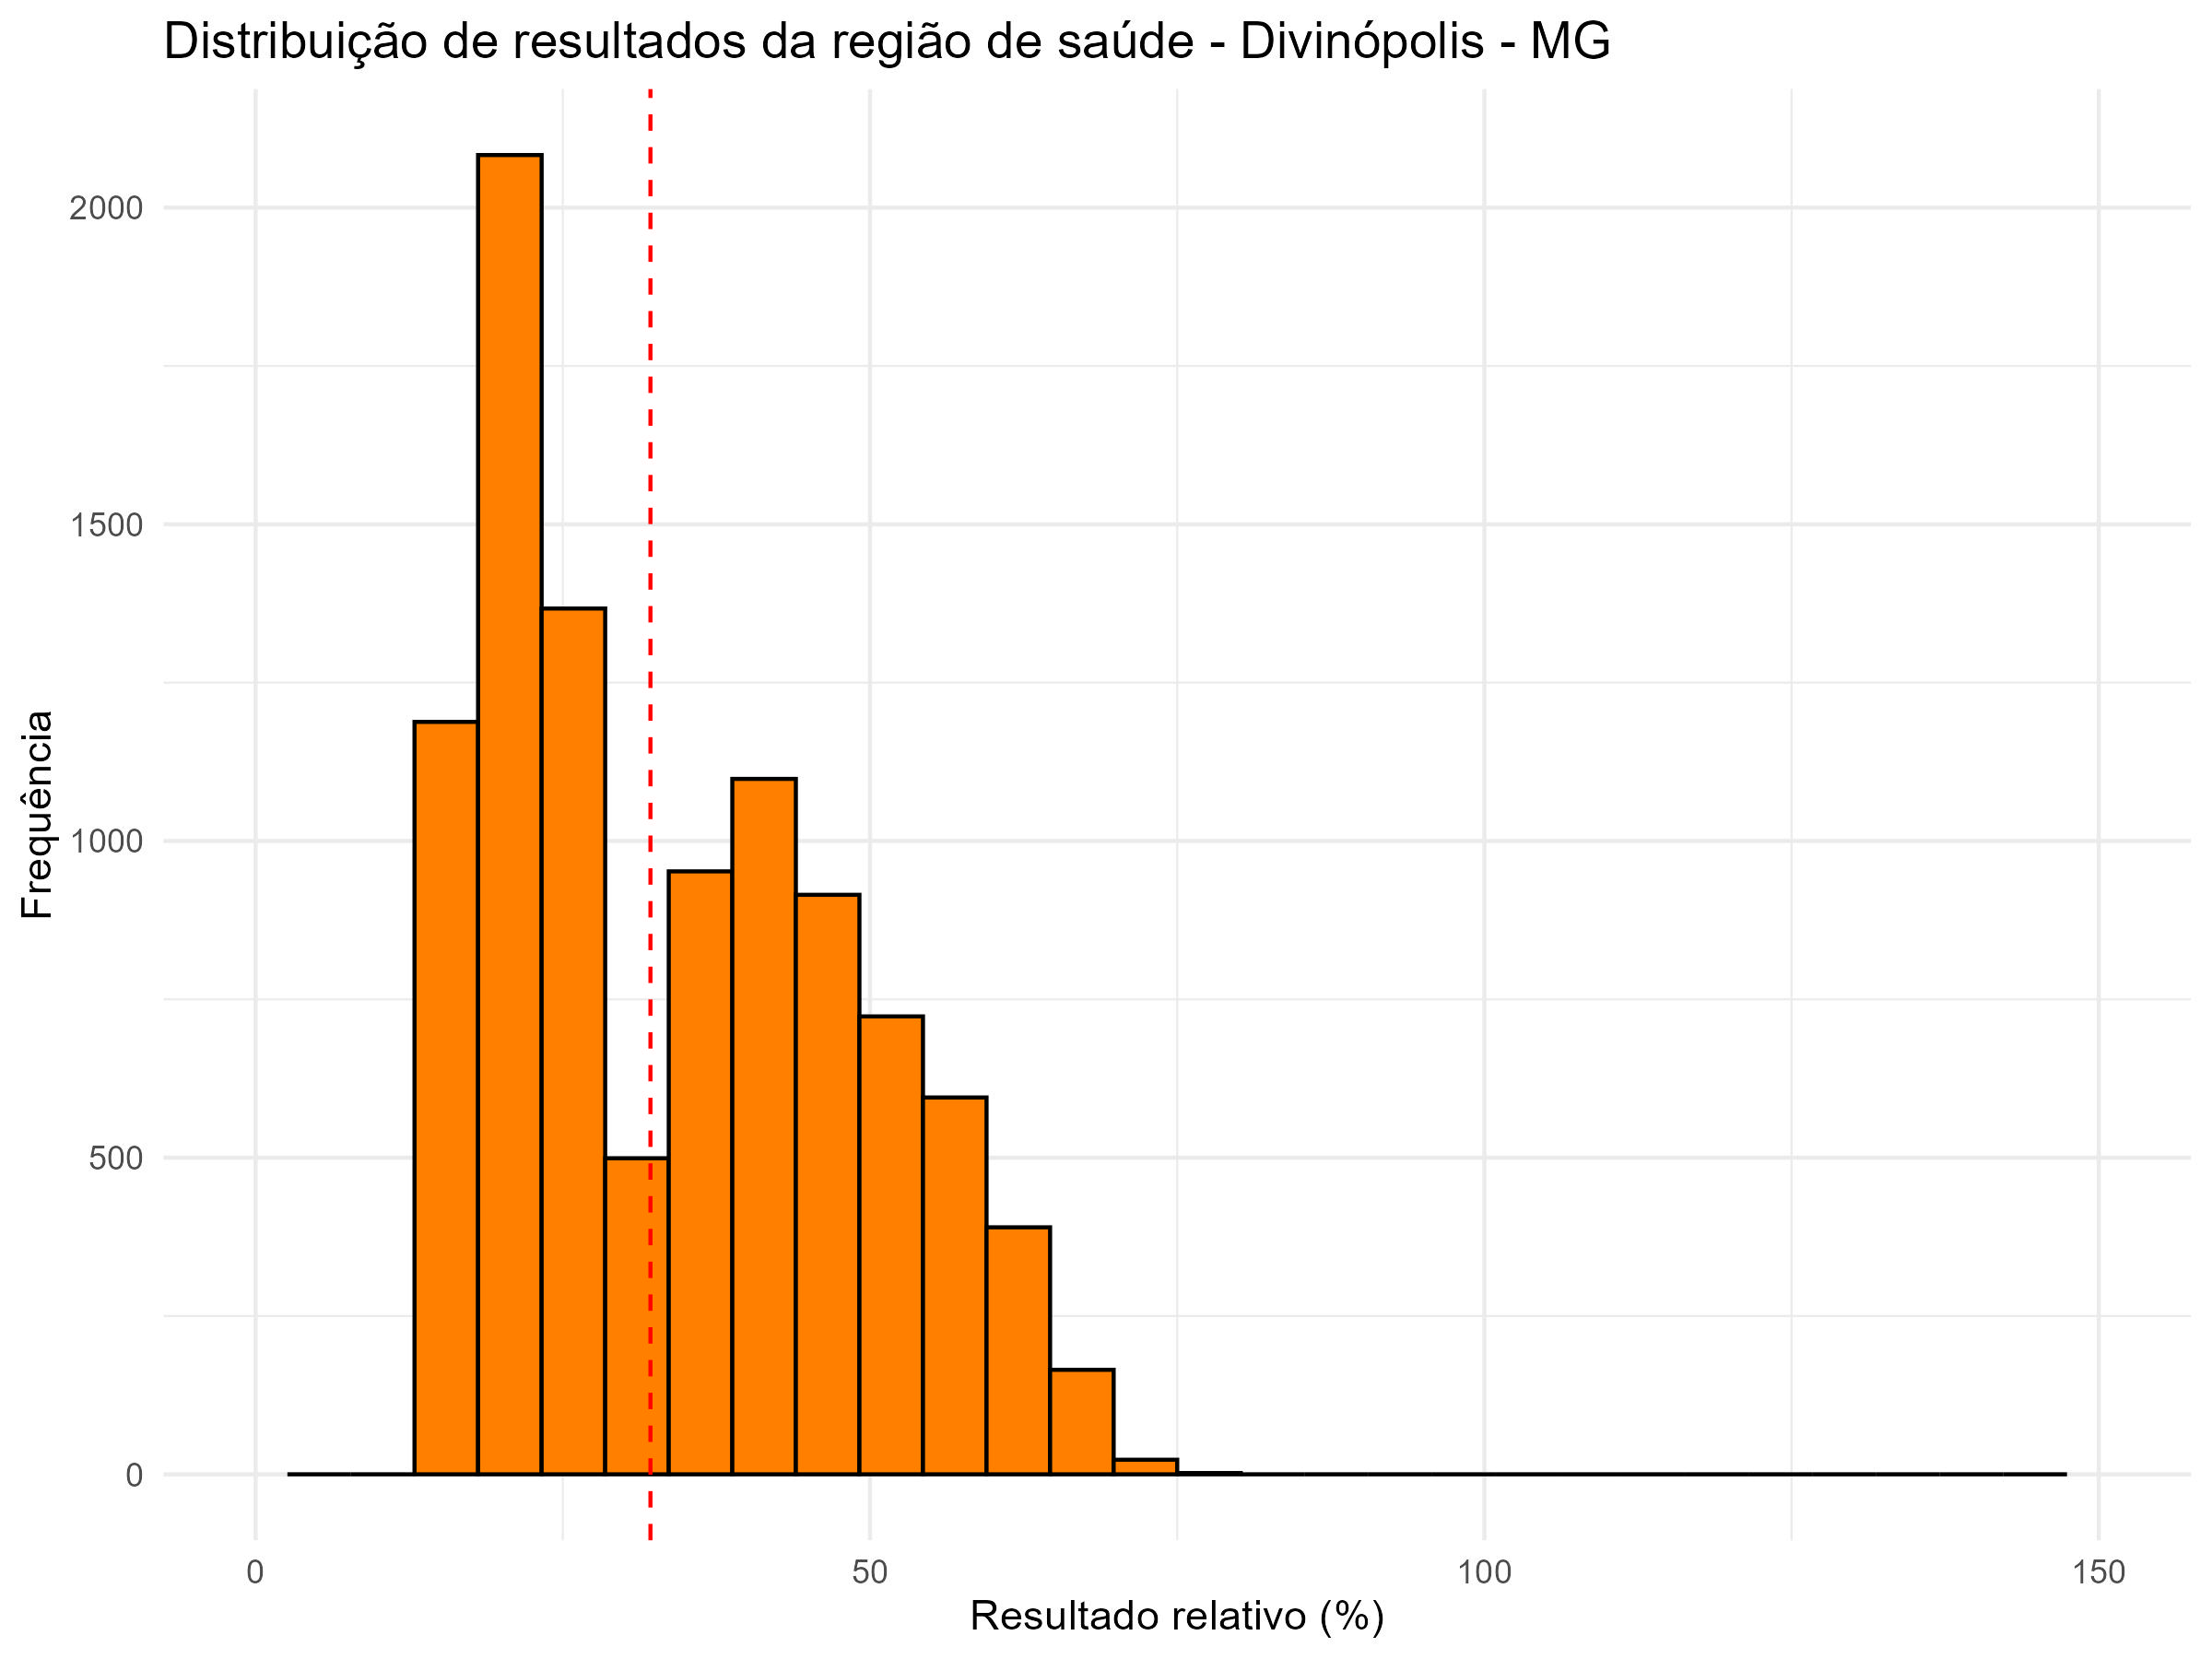 Distribuição de resultados da região de saúde - Divinópolis - MG
Frequência
2000
1500
1000
500
0
0 50 100 150
Resultado relativo (%)